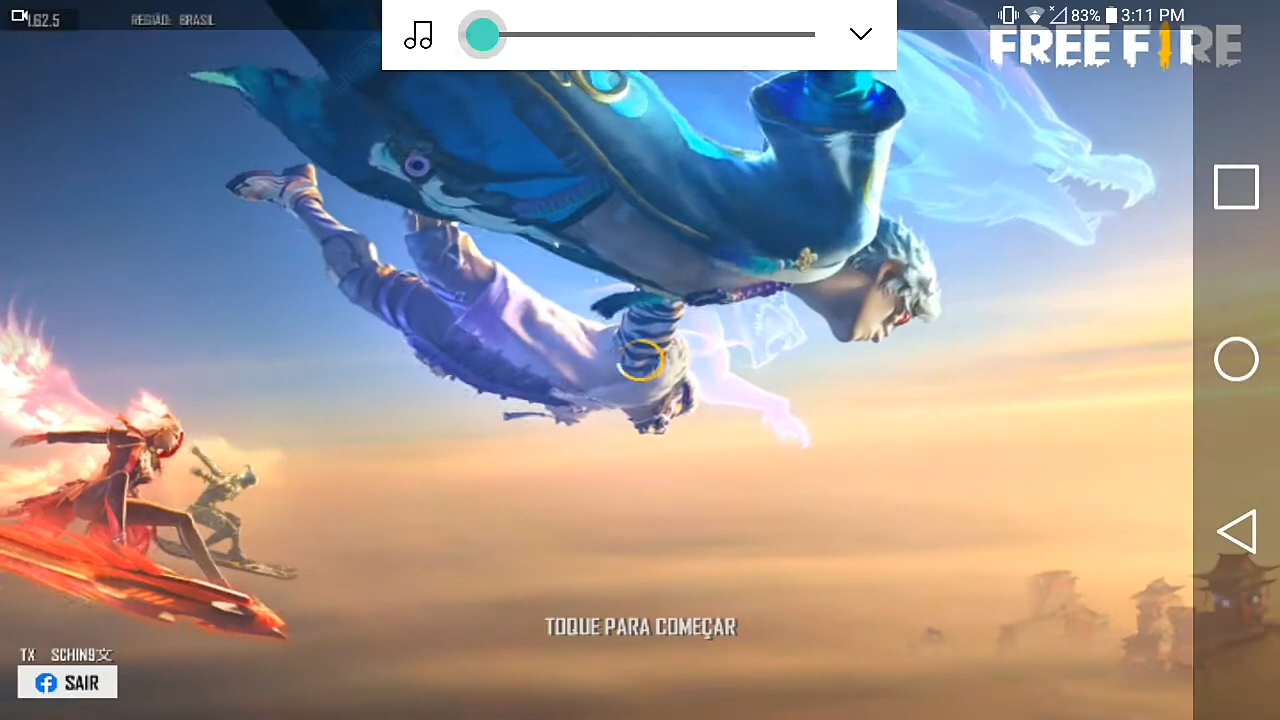 1.62.5
REGIÃO: BRASIL
83% 3:11 PM
FREE FIRE
TOQUE PARA COMEÇAR
TX SCHIN9文
SAIR